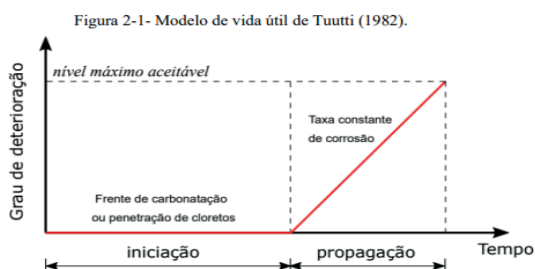 Figura 2-1- Modelo de vida útil de Tuutti (1982).
nível máximo aceitável
Grau de deterioração
Taxa constante
de corrosão
Frente de carbonatação
ou penetração de cloretos
Tempo
iniciação
propagação